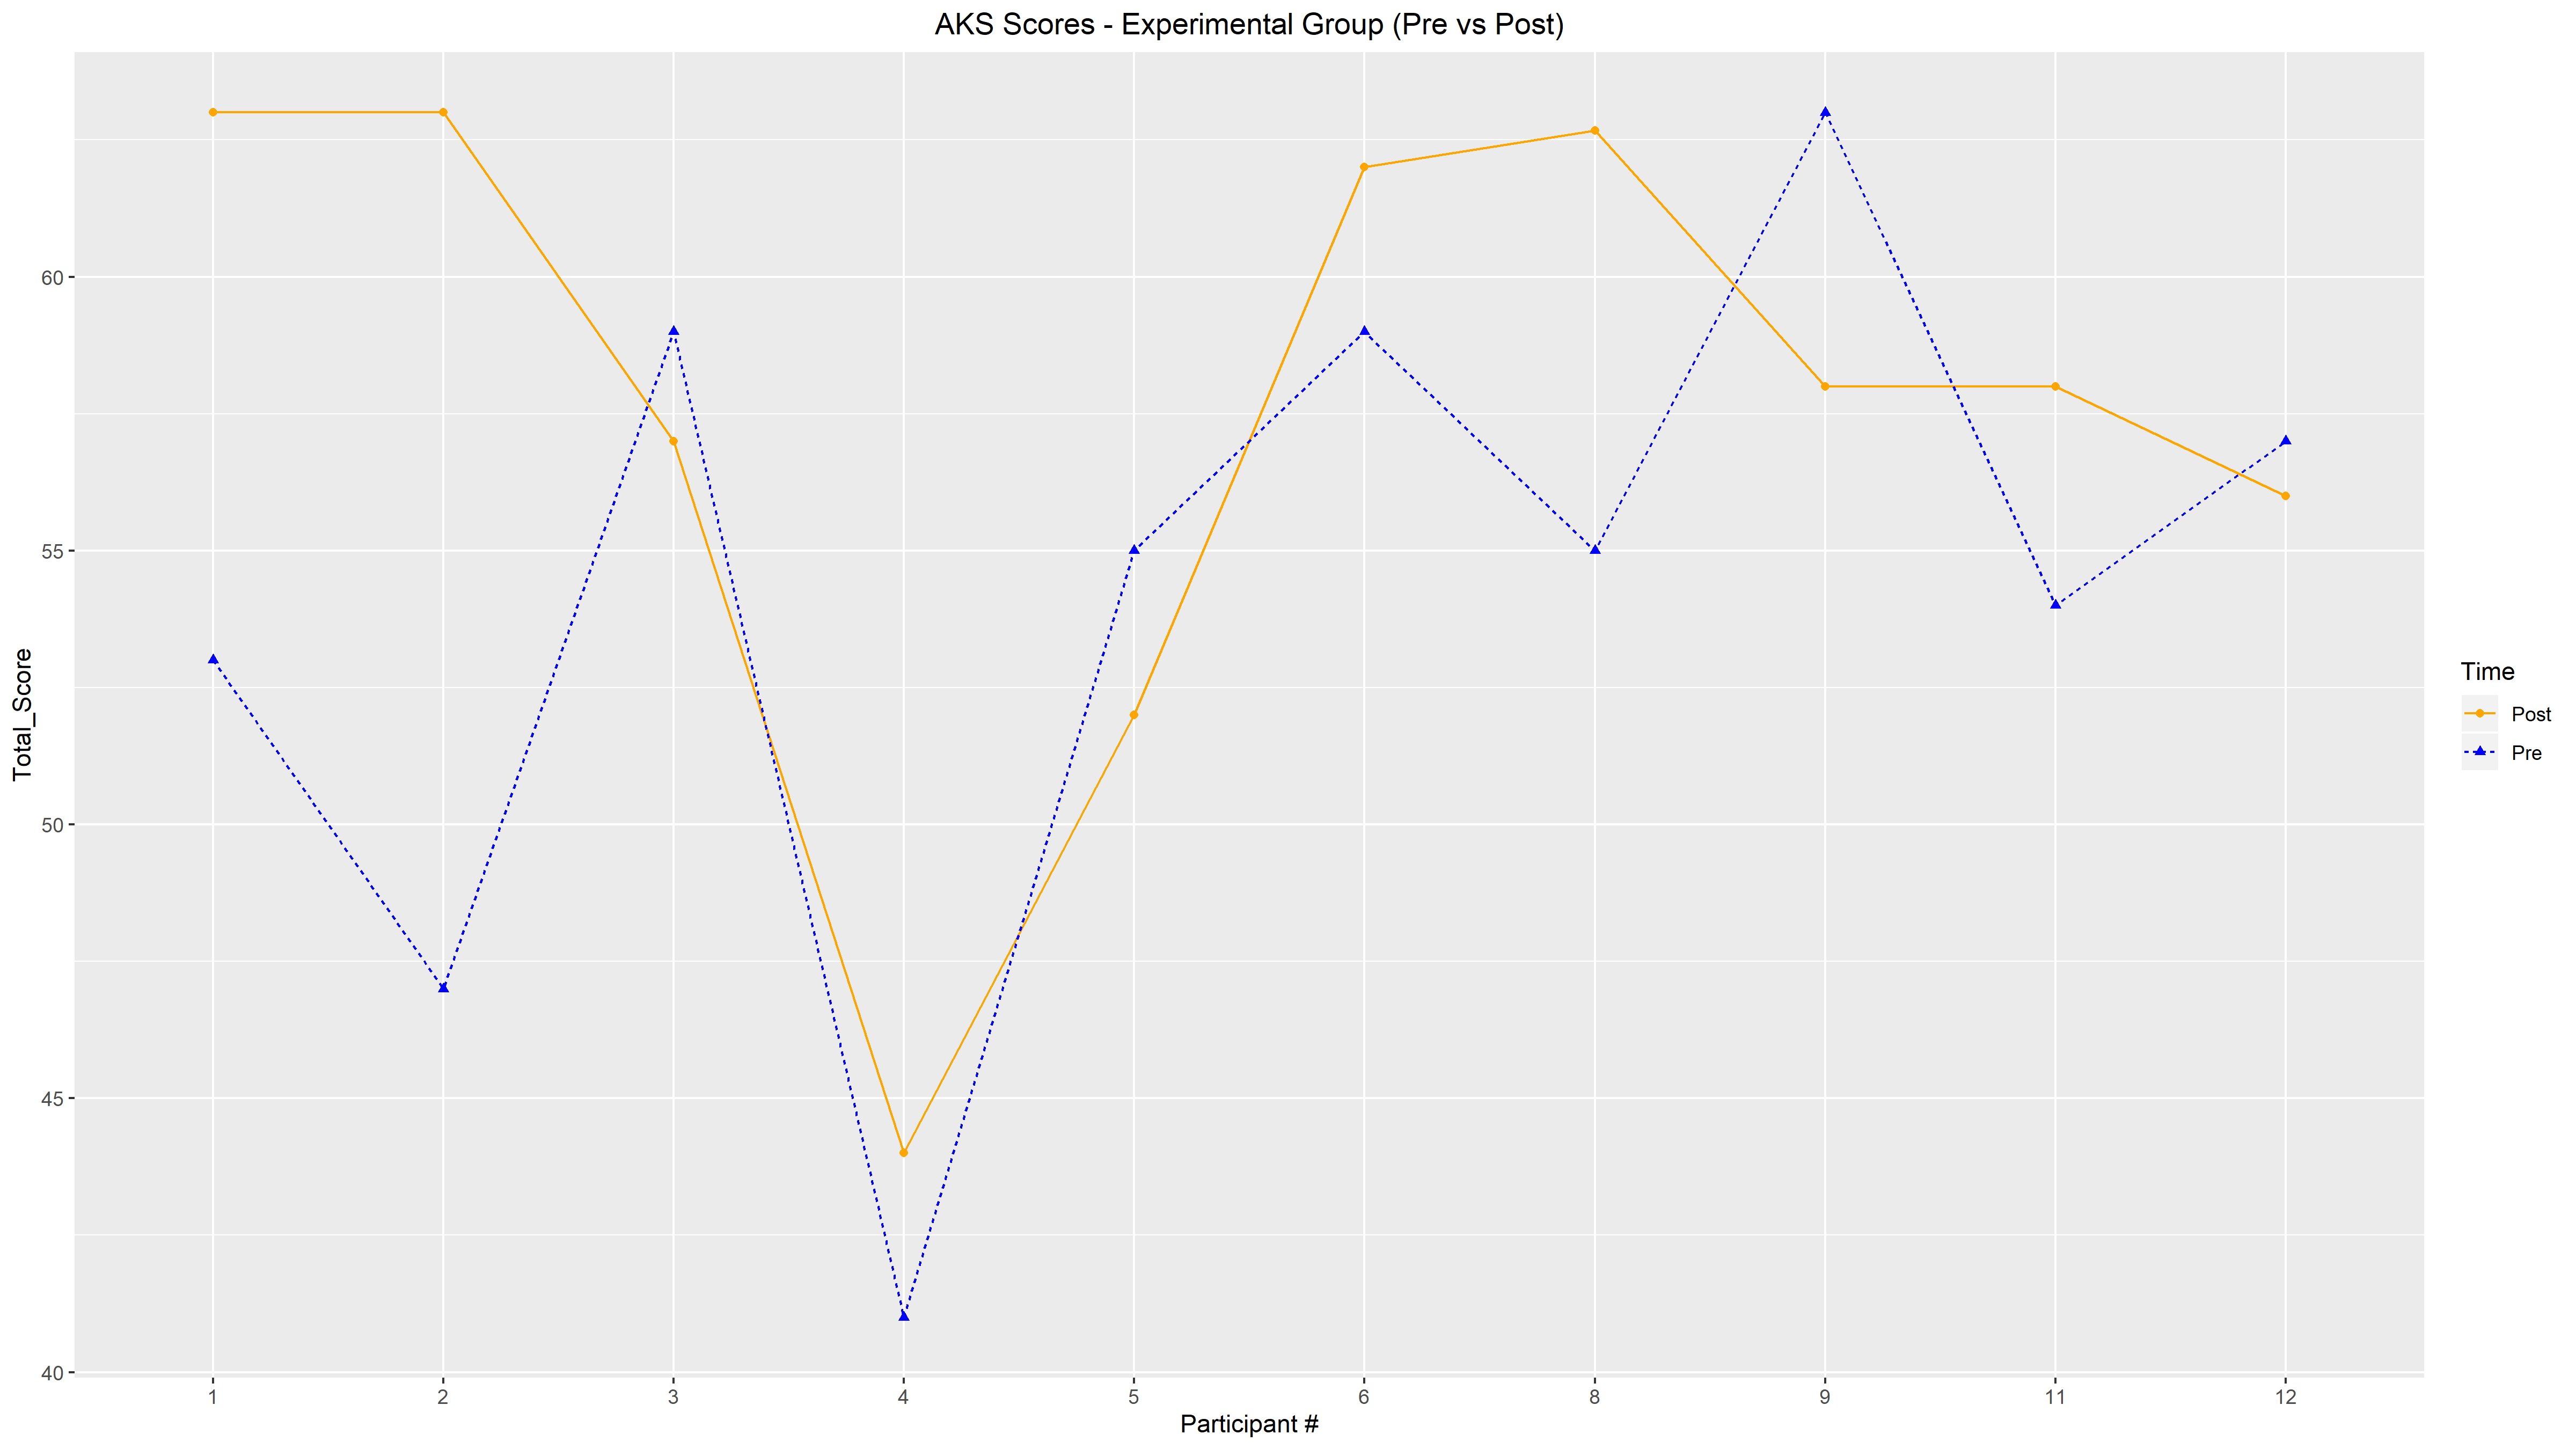 AKS Scores - Experimental Group (Pre vs Post)
60
55
50
45
40
Total_Score
1 2 3 4 5 6 8 9 11 12
Participant #
Time
Post
Pre